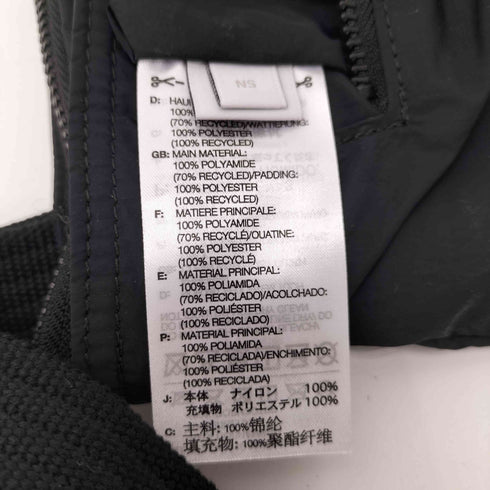 SN
D: HAU
100%
(70% RECYCLED)/WATTIERUNG:
100% POLYESTER
(100% RECYCLED)
GB: MAIN MATERIAL:
100% POLYAMIDE
(70% RECYCLED)/PADDING:
100% POLYESTER
(100% RECYCLED)
F: MATIERE PRINCIPALE:
100% POLYAMIDE
(70% RECYCLÉ)/OUATINE:
100% POLYESTER
(100% RECYCLÉ)
E: MATERIAL PRINCIPAL:
100% POLIAMIDA
(70% RECICLADO)/ACOLCHADO:
100% POLIÉSTER
(100% RECICLADO)
P: MATERIAL PRINCIPAL:
100% POLIAMIDA
(70% RECICLADA)/ENCHIMENTO:
100% POLIÉSTER
(100% RECICLADA)
J: 本体 ナイロン 100%
充填物 ポリエステル 100%
C: 主料: 100%锦纶
填充物: 100%聚酯纤维